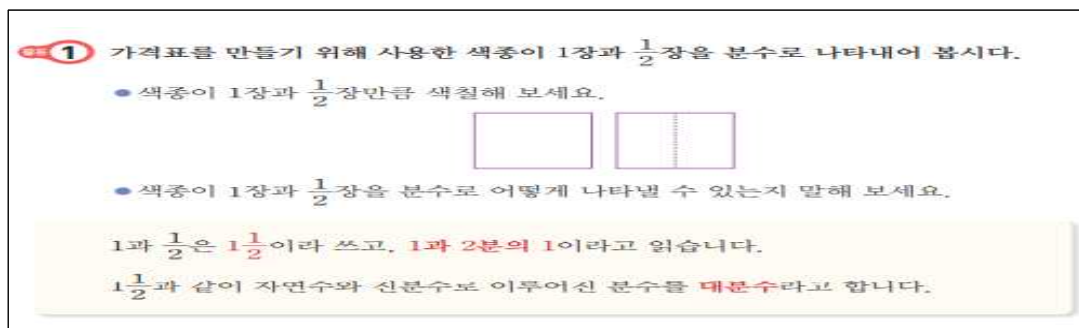 1 가격표를 만들기 위해 사용한 색종이 1장과 1/2장을 분수로 나타내어 봅시다.
● 색종이 1장과 1/2장만큼 색칠해 보세요.
● 색종이 1장과 1/2장을 분수로 어떻게 나타낼 수 있는지 말해 보세요.
1과 1/2은 1 1/2이라 쓰고, 1과 2분의 1이라고 읽습니다.
1 1/2과 같이 자연수와 진분수로 이루어진 분수를 대분수라고 합니다.